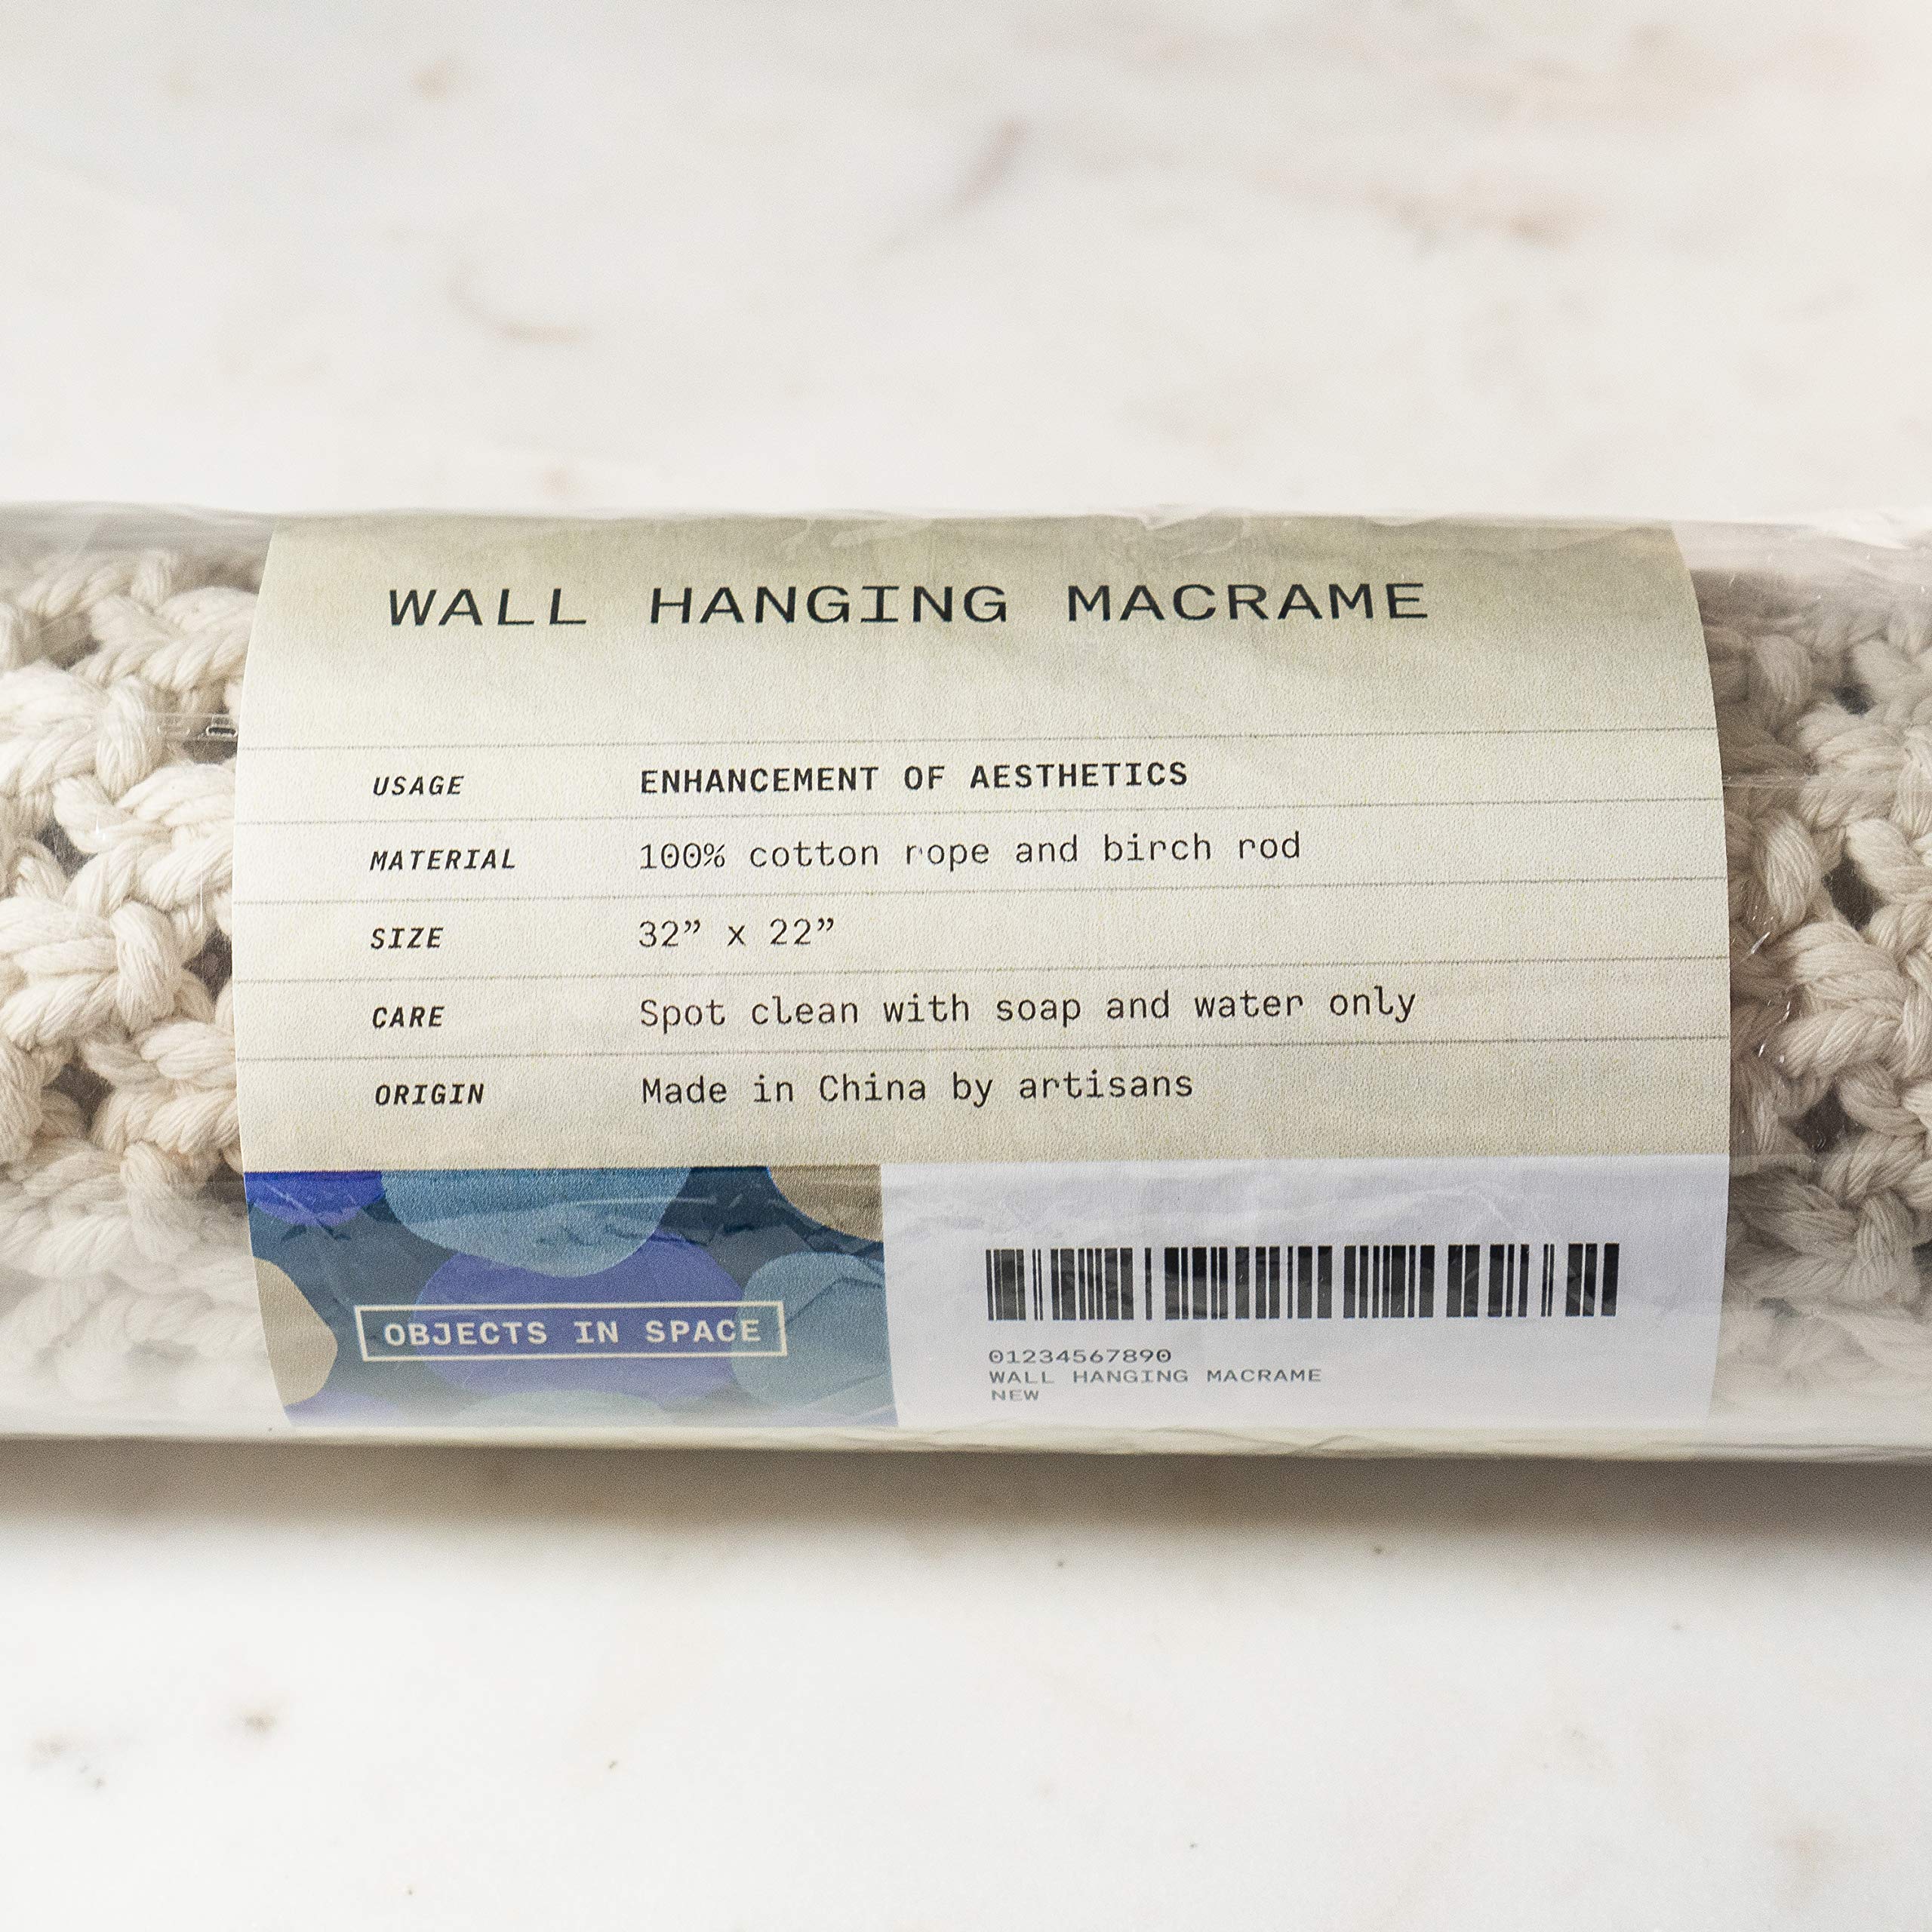 WALL HANGING MACRAME
USAGE ENHANCEMENT OF AESTHETICS
MATERIAL 100% cotton rope and birch rod
SIZE 32” x 22”
CARE Spot clean with soap and water only
ORIGIN Made in China by artisans
OBJECTS IN SPACE
01234567890
WALL HANGING MACRAME
NEW